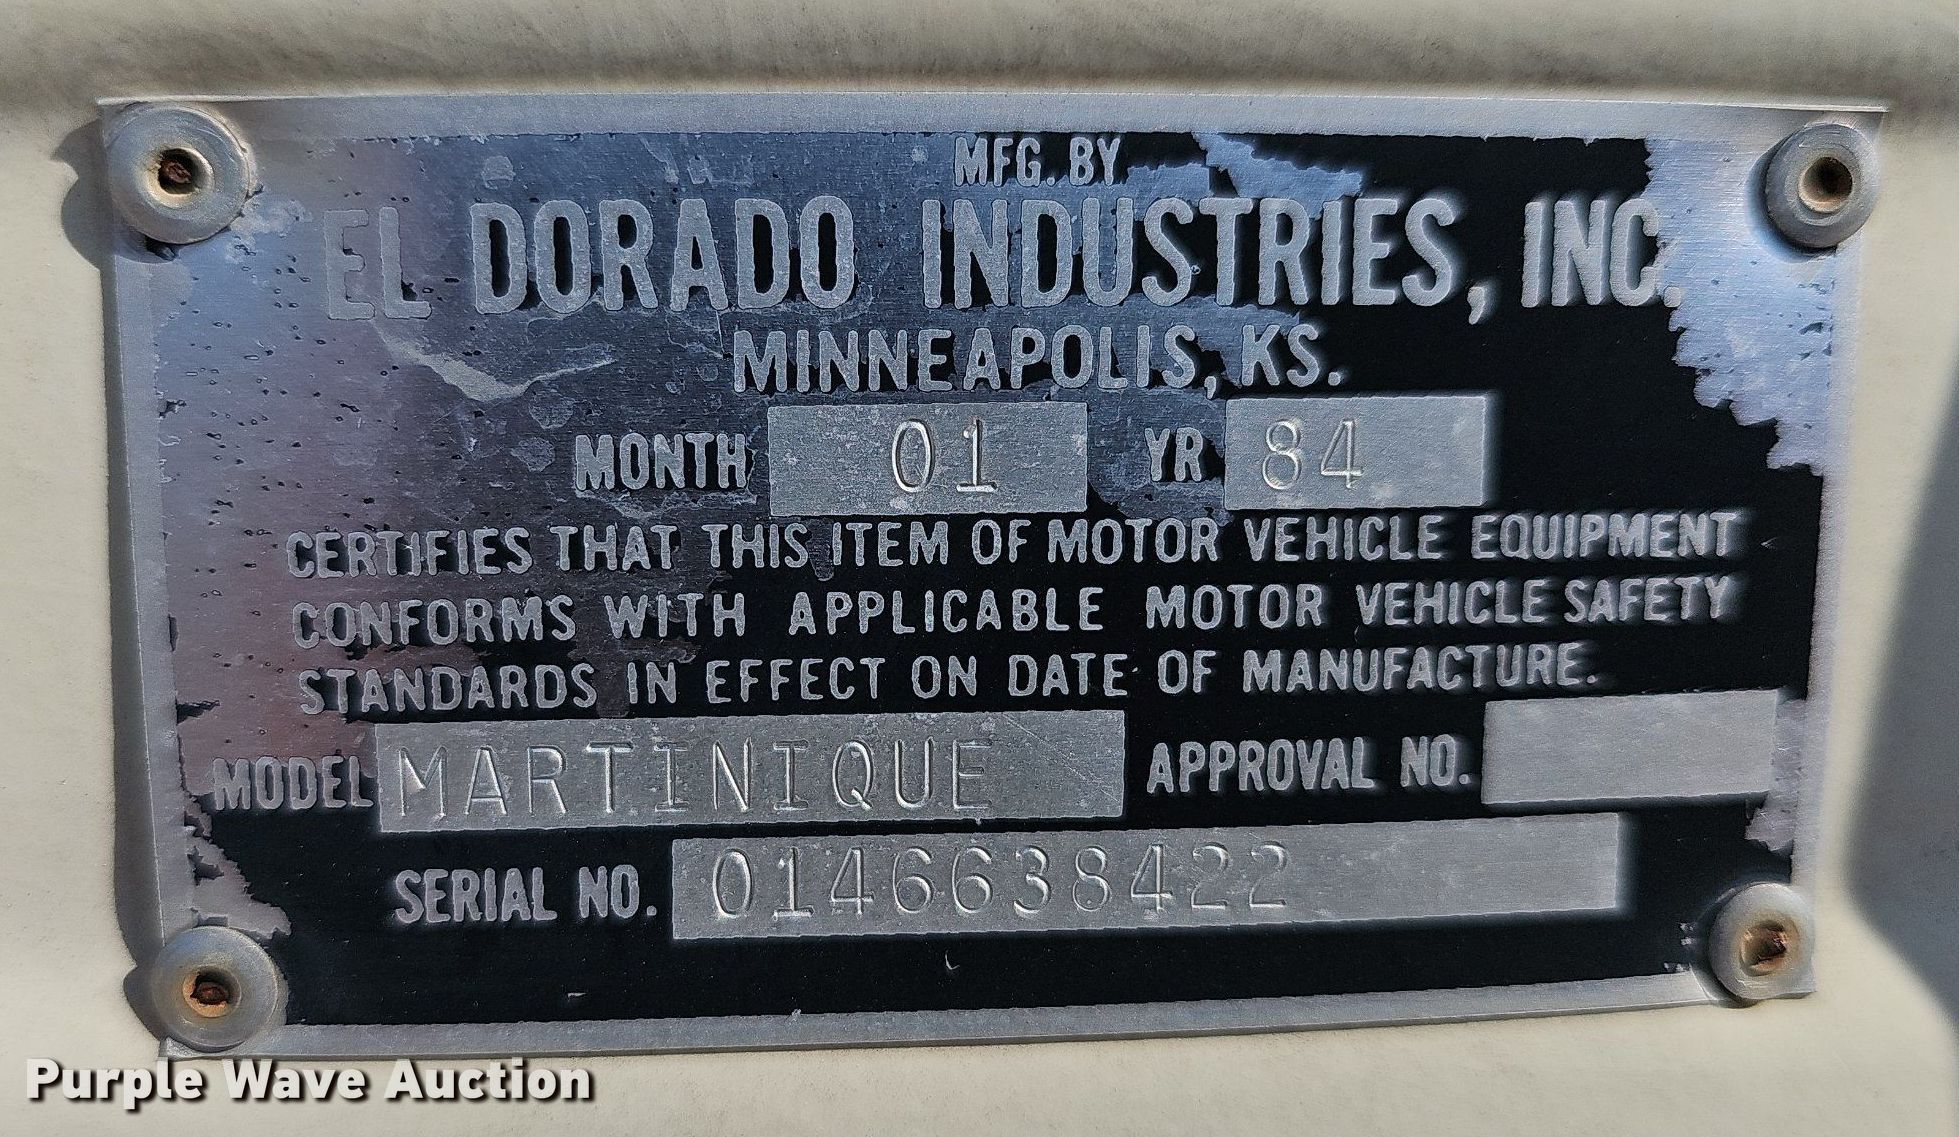 MFG. BY
EL DORADO INDUSTRIES, INC.
MINNEAPOLIS, KS.
MONTH 01 YR 84
CERTIFIES THAT THIS ITEM OF MOTOR VEHICLE EQUIPMENT
CONFORMS WITH APPLICABLE MOTOR VEHICLE SAFETY
STANDARDS IN EFFECT ON DATE OF MANUFACTURE.
MODEL MARTINIQUE APPROVAL NO.
SERIAL NO. 0146638422
Purple Wave Auction